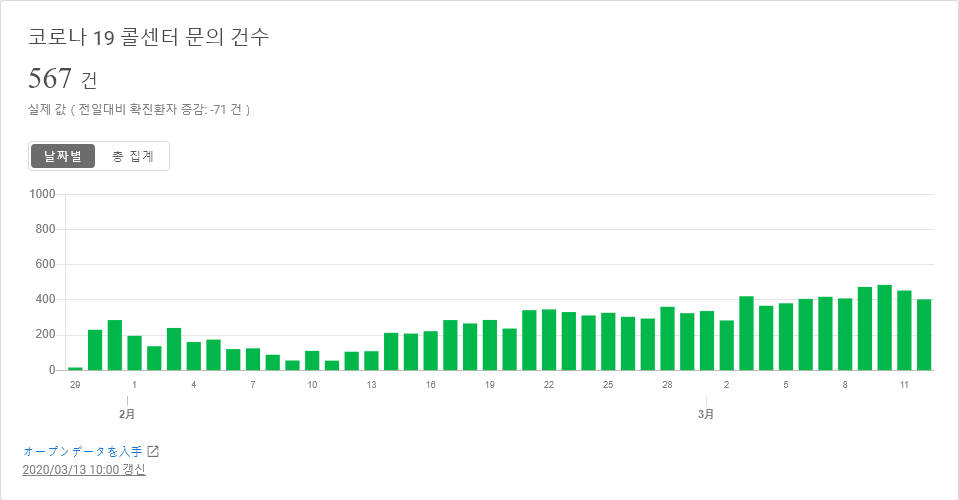 코로나 19 콜센터 문의 건수
567 건
실제 값 ( 전일대비 확진환자 증감: -71 건 )
날짜별 총 집계
1000
800
600
400
200
0
29 1 4 7 10 13 16 19 22 25 28 2 5 8 11
2月 3月
オープンデータを入手
2020/03/13 10:00 갱신